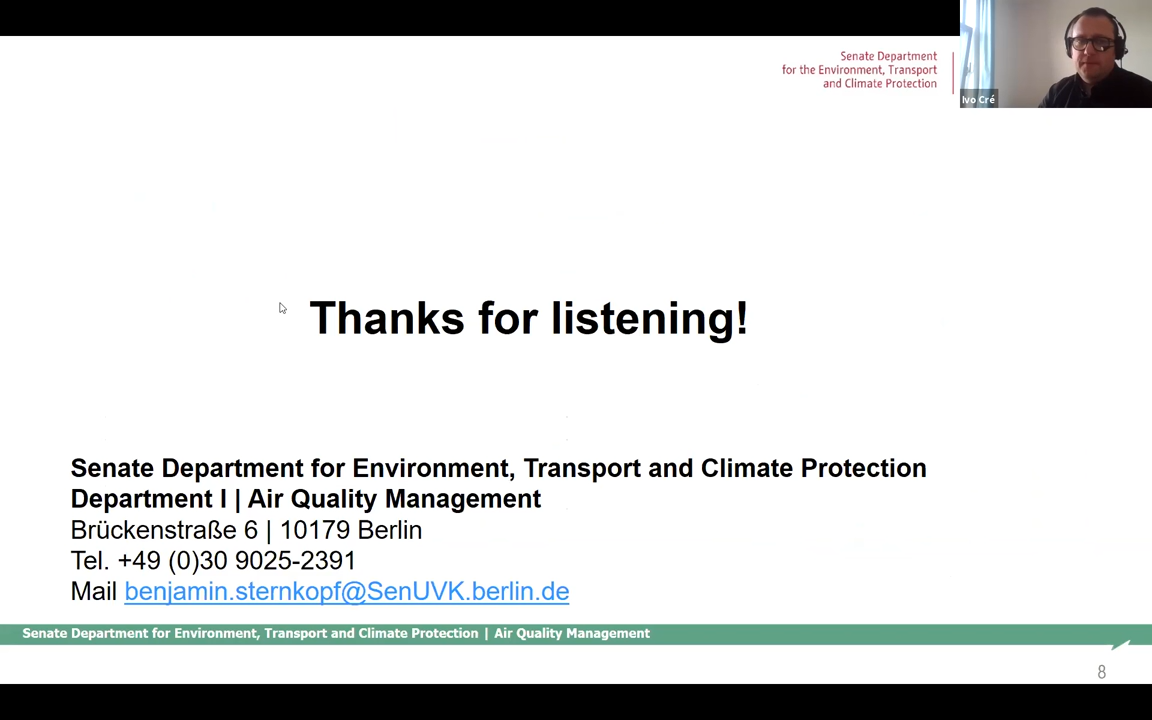 Senate Department
for the Environment, Transport
and Climate Protection
Ivo Cré
Thanks for listening!
Senate Department for Environment, Transport and Climate Protection
Department I | Air Quality Management
Brückenstraße 6 | 10179 Berlin
Tel. +49 (0)30 9025-2391
Mail benjamin.sternkopf@SenUVK.berlin.de
Senate Department for Environment, Transport and Climate Protection | Air Quality Management
8